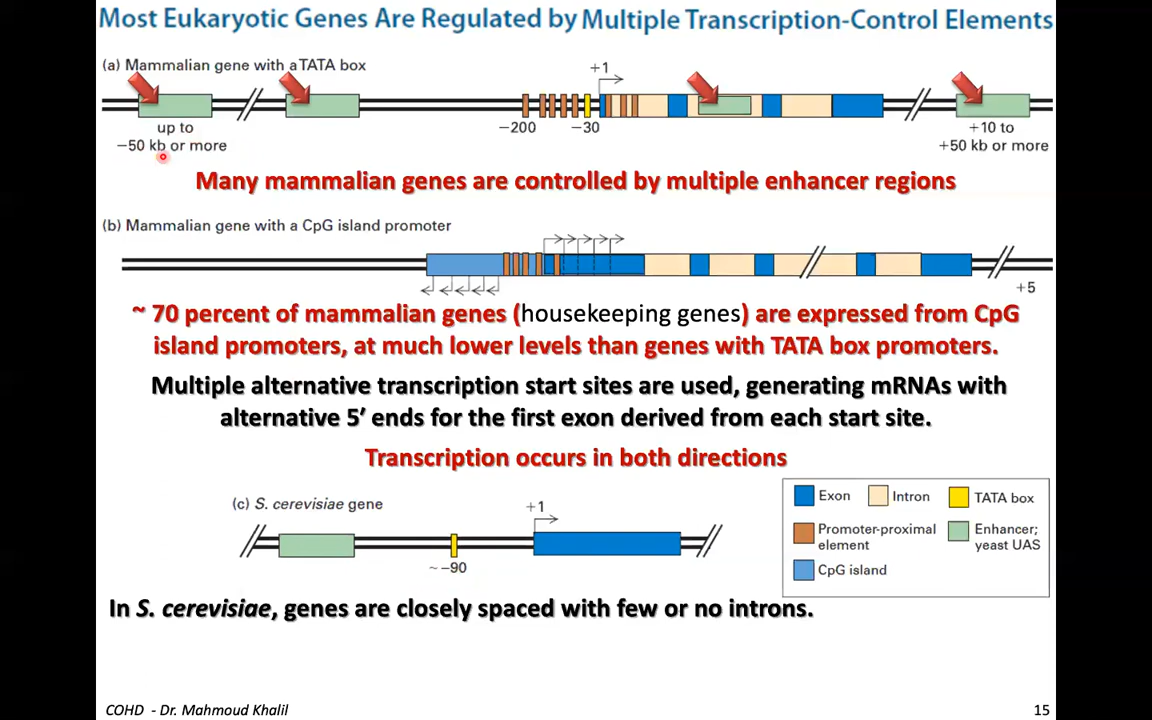 Most Eukaryotic Genes Are Regulated by Multiple Transcription-Control Elements
(a) Mammalian gene with a TATA box
+1
−200
−30
up to
−50 kb or more
+10 to
+50 kb or more
Many mammalian genes are controlled by multiple enhancer regions
(b) Mammalian gene with a CpG island promoter
+5
~ 70 percent of mammalian genes (housekeeping genes) are expressed from CpG
island promoters, at much lower levels than genes with TATA box promoters.
Multiple alternative transcription start sites are used, generating mRNAs with
alternative 5′ ends for the first exon derived from each start site.
Transcription occurs in both directions
(c) S. cerevisiae gene
+1
~−90
Exon
Intron
TATA box
Promoter-proximal
element
Enhancer;
yeast UAS
CpG island
In S. cerevisiae, genes are closely spaced with few or no introns.
COHD - Dr. Mahmoud Khalil
15